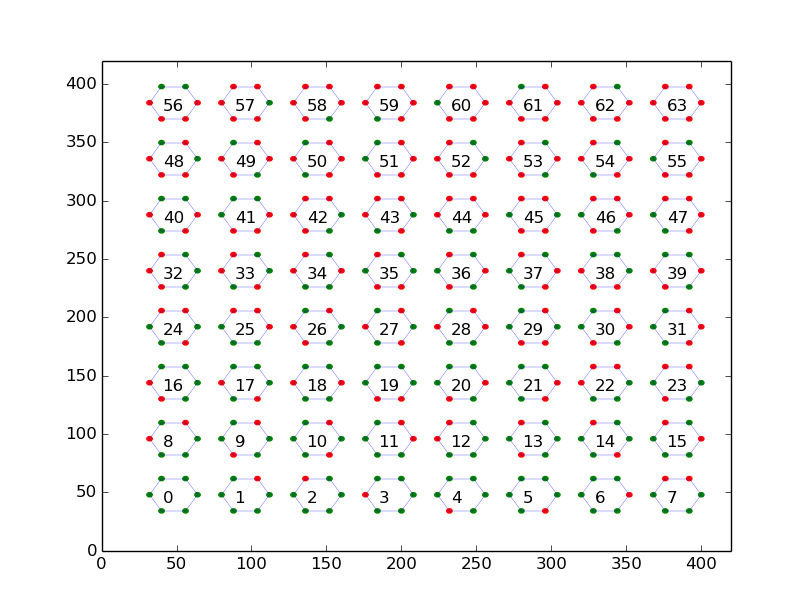 400
56 57 58 59 60 61 62 63
350
48 49 50 51 52 53 54 55
300
40 41 42 43 44 45 46 47
250
32 33 34 35 36 37 38 39
200
24 25 26 27 28 29 30 31
150
16 17 18 19 20 21 22 23
100
8 9 10 11 12 13 14 15
50
0 1 2 3 4 5 6 7
0
0 50 100 150 200 250 300 350 400